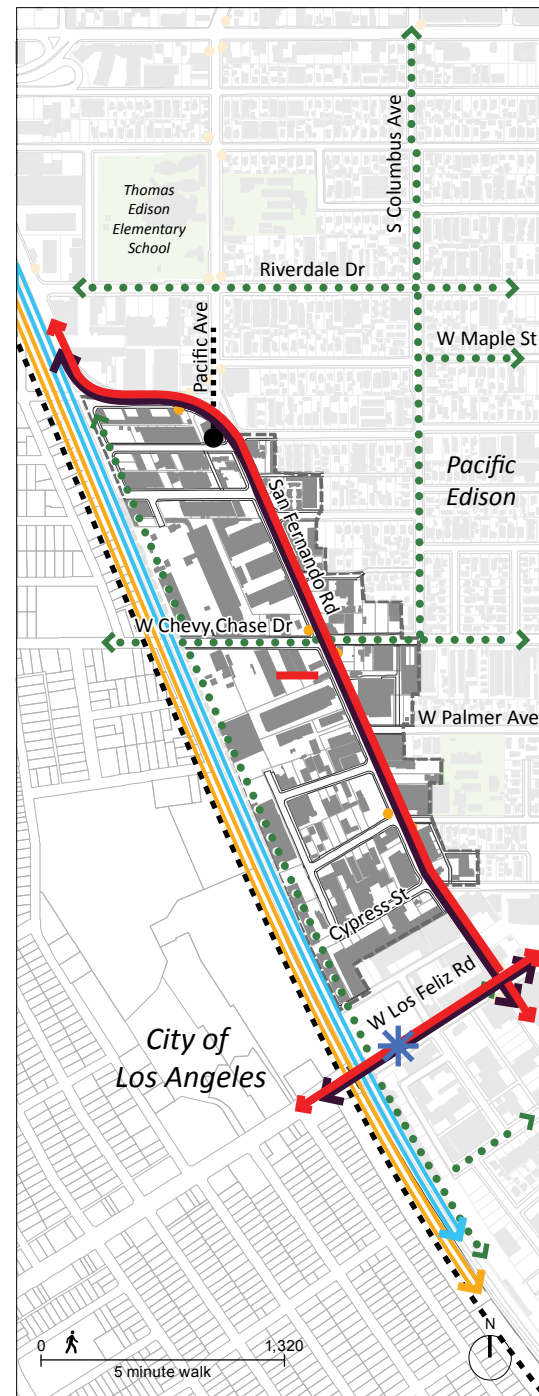 S Columbus Ave
Thomas
Edison
Elementary
School
Riverdale Dr
W Maple St
Pacific Ave
Pacific
Edison
San Fernando Rd
W Chevy Chase Dr
W Palmer Ave
Cypress St
W Los Feliz Rd
City of
Los Angeles
N
0 1,320
5 minute walk